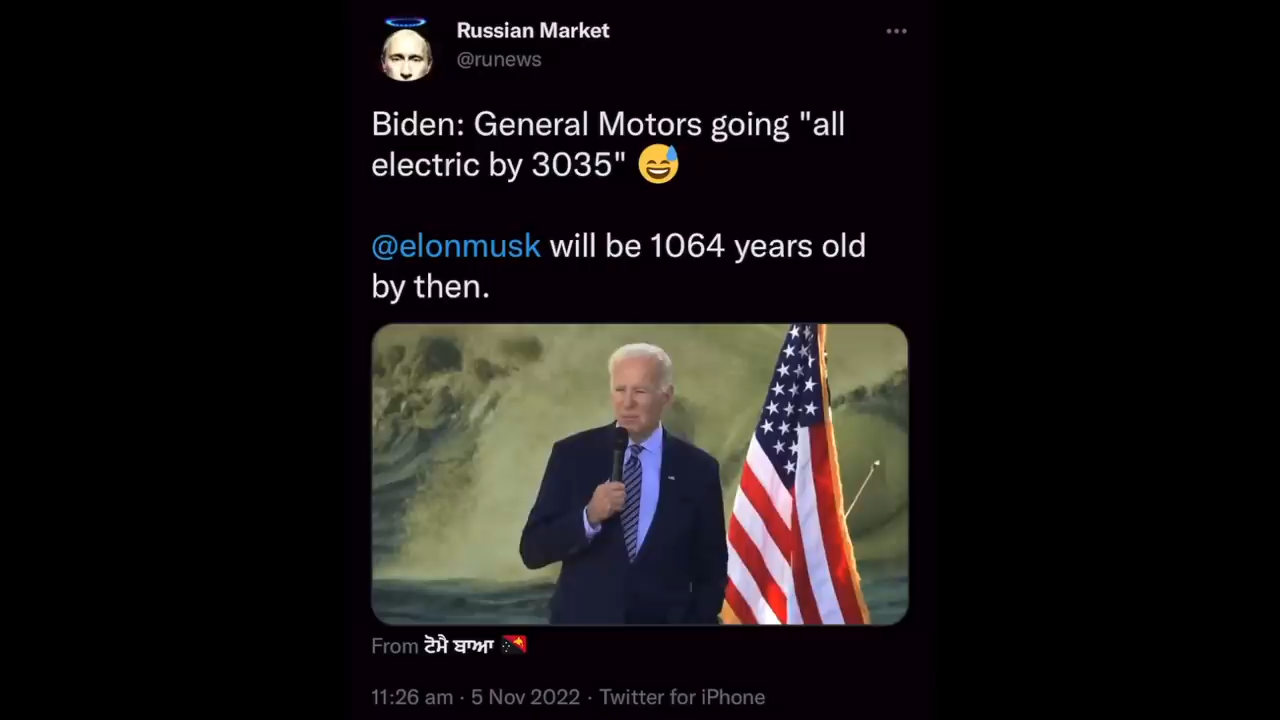 Russian Market
@runews
Biden: General Motors going "all
electric by 3035" 😅
@elonmusk will be 1064 years old
by then.
From ਟੋਮੈ ਬਾਆ 🇵🇬
11:26 am · 5 Nov 2022 · Twitter for iPhone